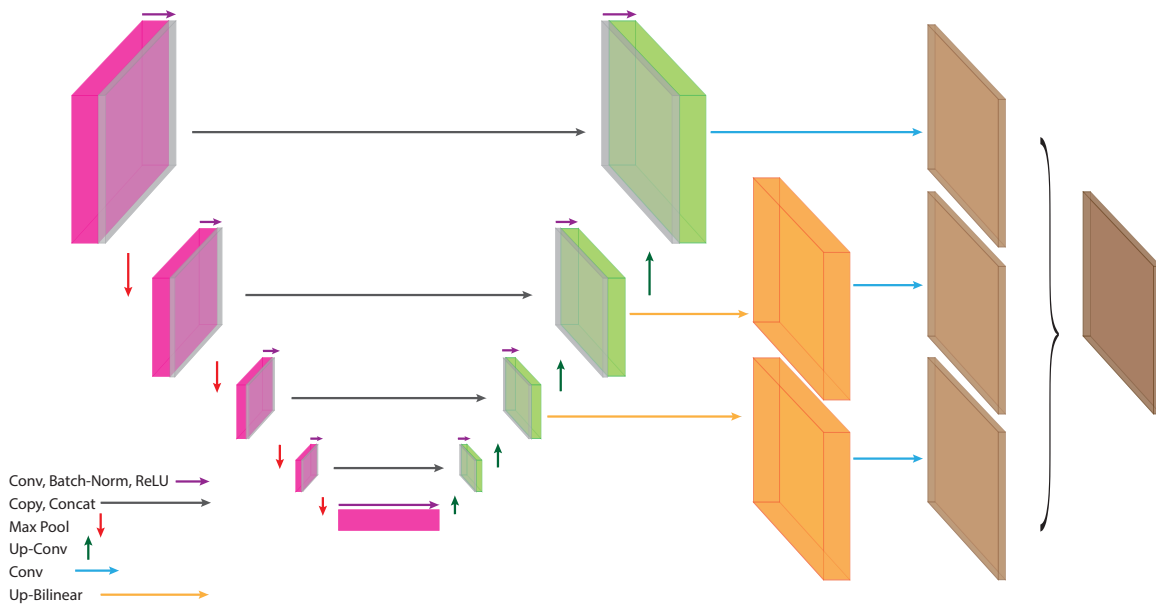 Conv, Batch-Norm, ReLU
Copy, Concat
Max Pool
Up-Conv
Conv
Up-Bilinear